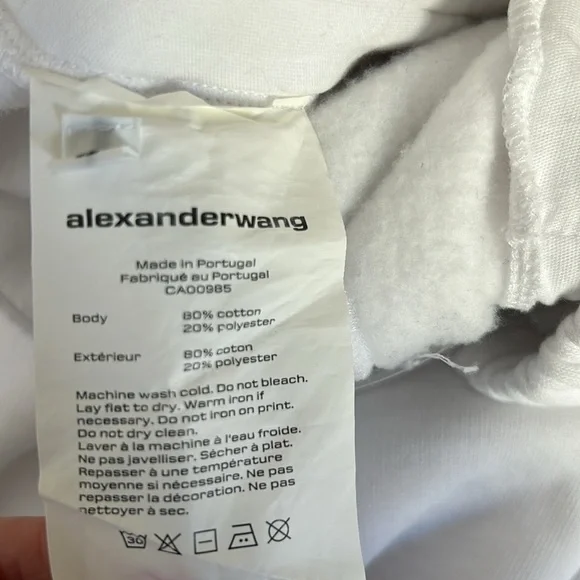 alexanderwang
Made in Portugal
Fabriqué au Portugal
CA00985
Body 80% cotton
20% polyester
Extérieur 80% coton
20% polyester
Machine wash cold. Do not bleach.
Lay flat to dry. Warm iron if
necessary. Do not iron on print.
Do not dry clean.
Laver à la machine à l'eau froide.
Ne pas javelliser. Sécher à plat.
Repasser à une température
moyenne si nécessaire. Ne pas
repasser la décoration. Ne pas
nettoyer à sec.
30